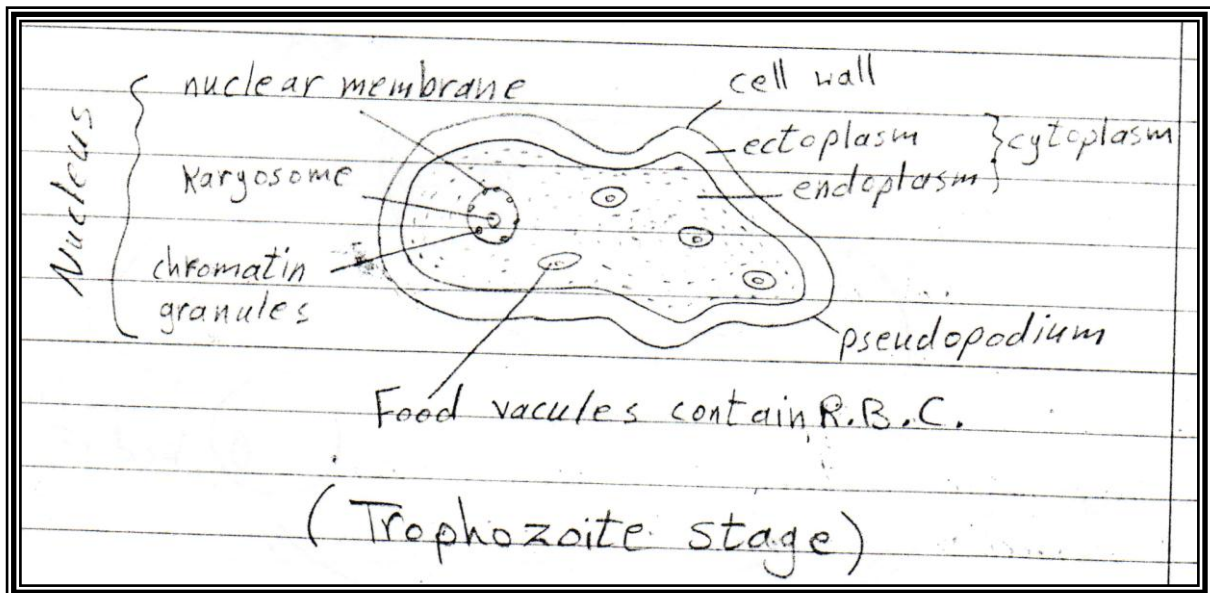 Nucleus
nuclear membrane
Karyosome
chromatin
granules
cell wall
ectoplasm
endoplasm
cytoplasm
pseudopodium
Food vacules contain R.B.C.
(Trophozoite stage)